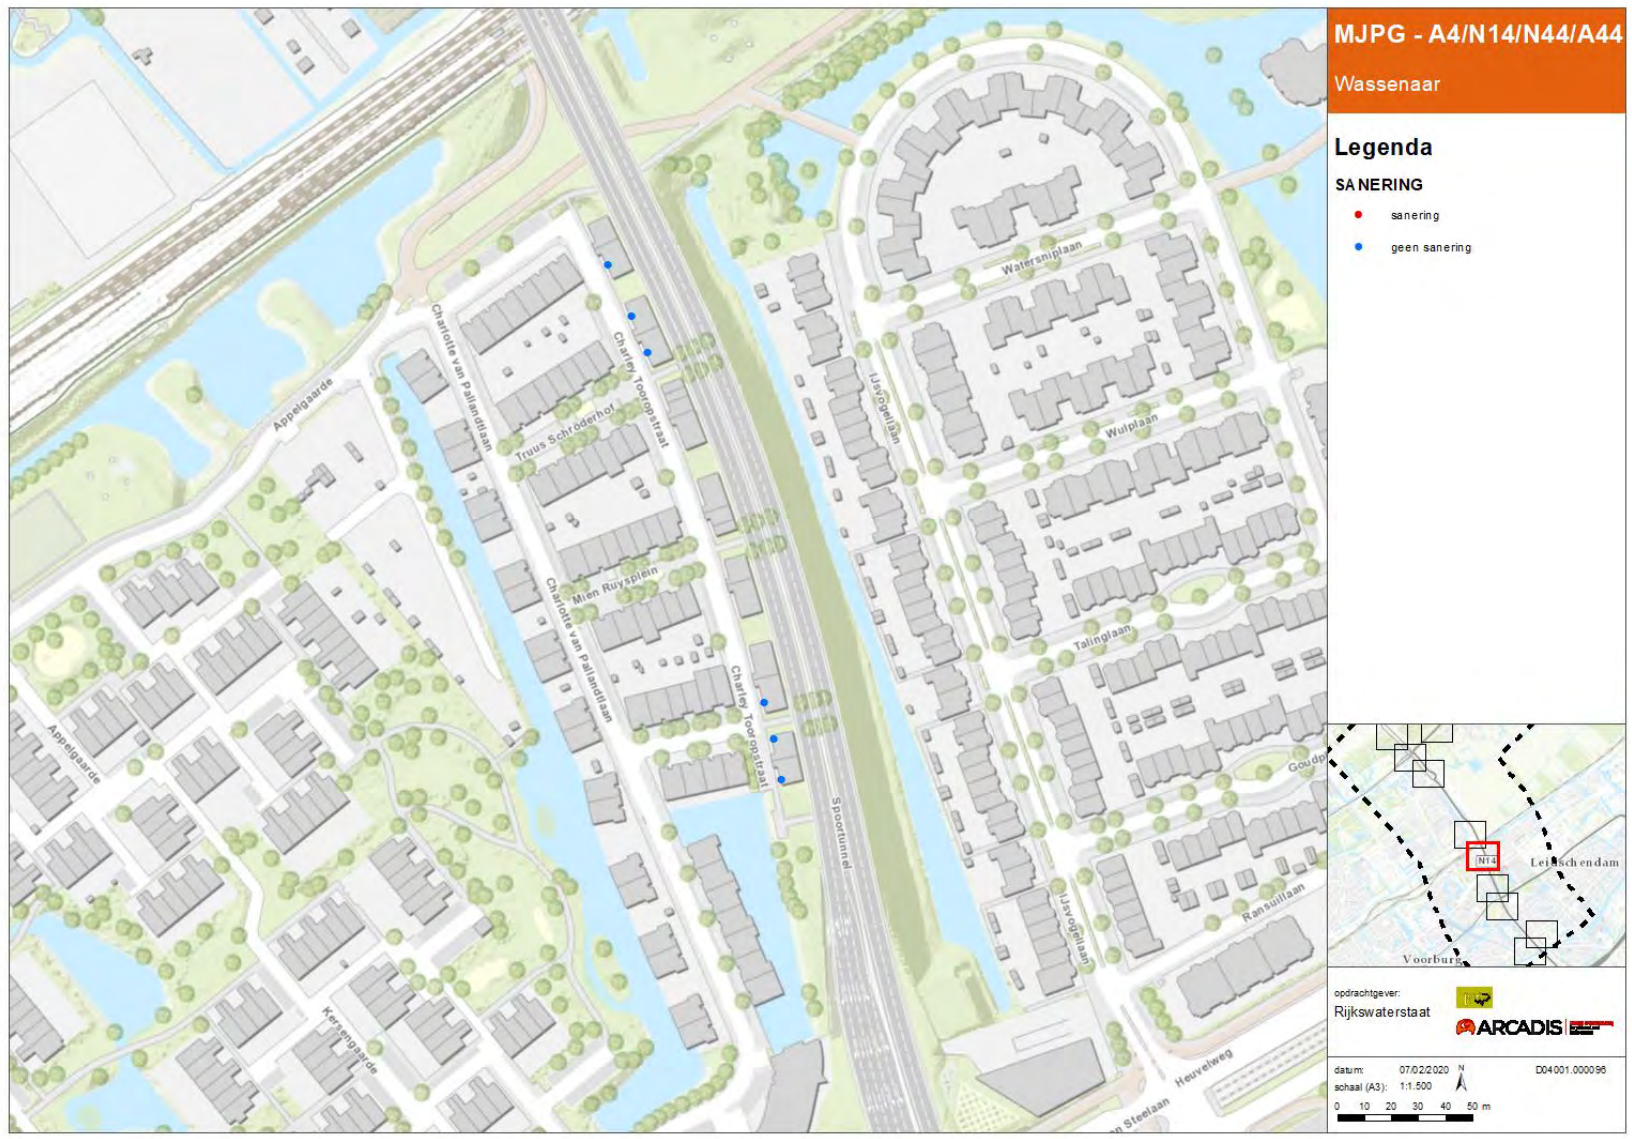 MJPG - A4/N14/N44/A44
Wassenaar
Legenda
SANERING
sanering
geen sanering
Watersniplaan
Charlotte van Pallandtlaan
Charley Tooropstraat
IJsvogellaan
Appelgaarde
Truus Schröderhof
Wulplaan
Mien Ruysplein
Charlotte van Pallandtlaan
Talinglaan
Charley Tooropstraat
Appelgaarde
Goudp
Spoortunnel
IJsvogellaan
Ransuillaan
Kersengaarde
Heuvelweg
on Steelaan
N14
Leidschendam
Voorburg
opdrachtgever:
Rijkswaterstaat
ARCADIS
datum: 07/02/2020 N D04001.000096
schaal (A3): 1:1.500
0 10 20 30 40 50 m